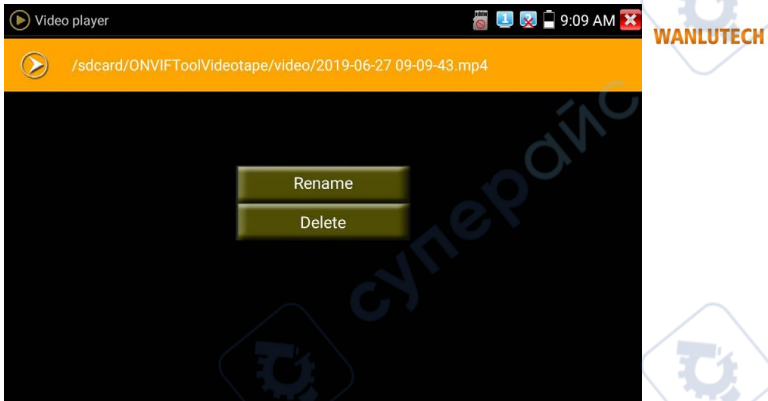 Video player
9:09 AM
WANLUTECH
/sdcard/ONVIFToolVideotape/video/2019-06-27 09-09-43.mp4
Rename
Delete
суперайс